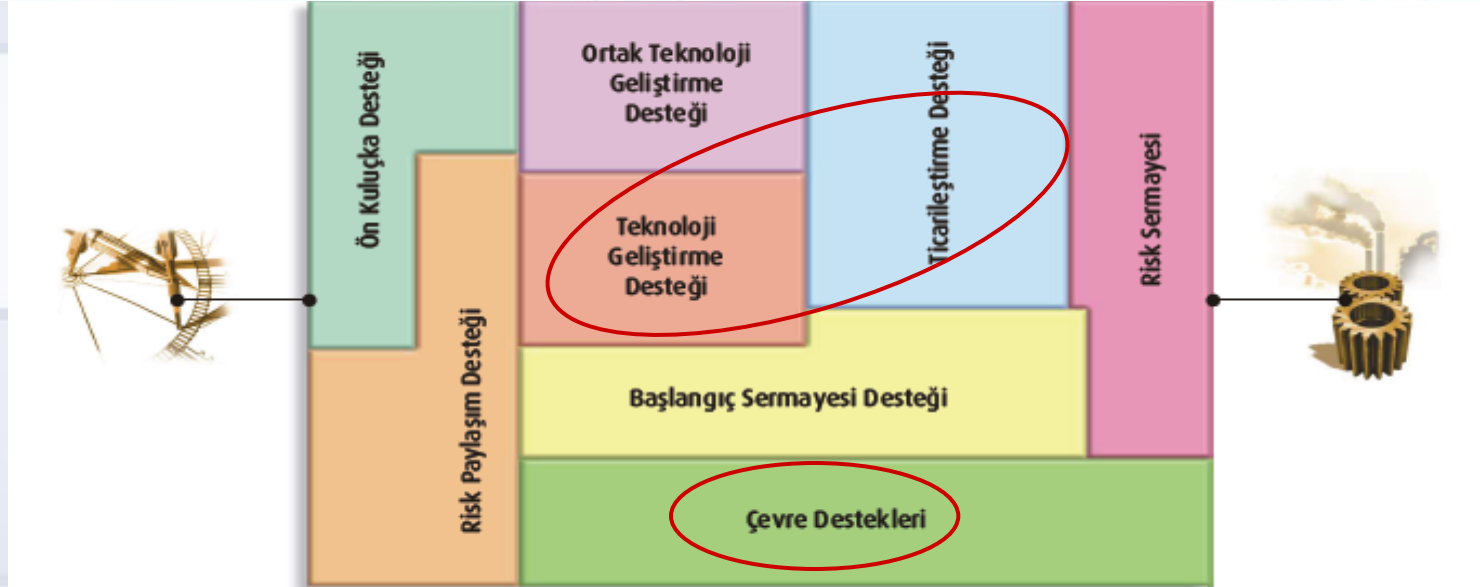 Ön Kuluçka Desteği
Ortak Teknoloji
Geliştirme
Desteği
Ticarileştirme Desteği
Risk Sermayesi
Teknoloji
Geliştirme
Desteği
Risk Paylaşım Desteği
Başlangıç Sermayesi Desteği
Çevre Destekleri